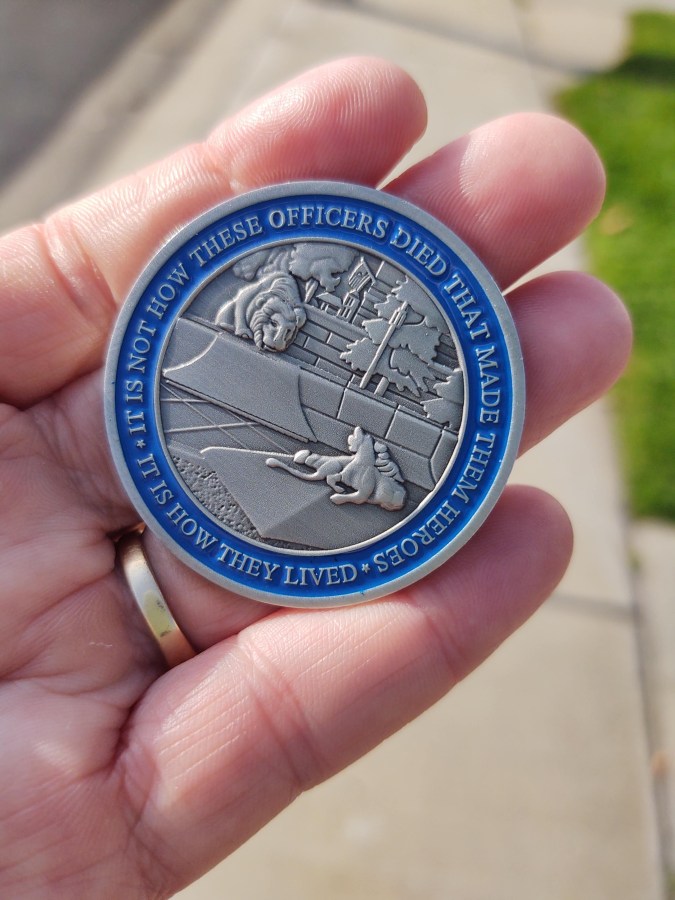 IT IS NOT HOW THESE OFFICERS DIED THAT MADE THEM HEROES * IT IS HOW THEY LIVED *